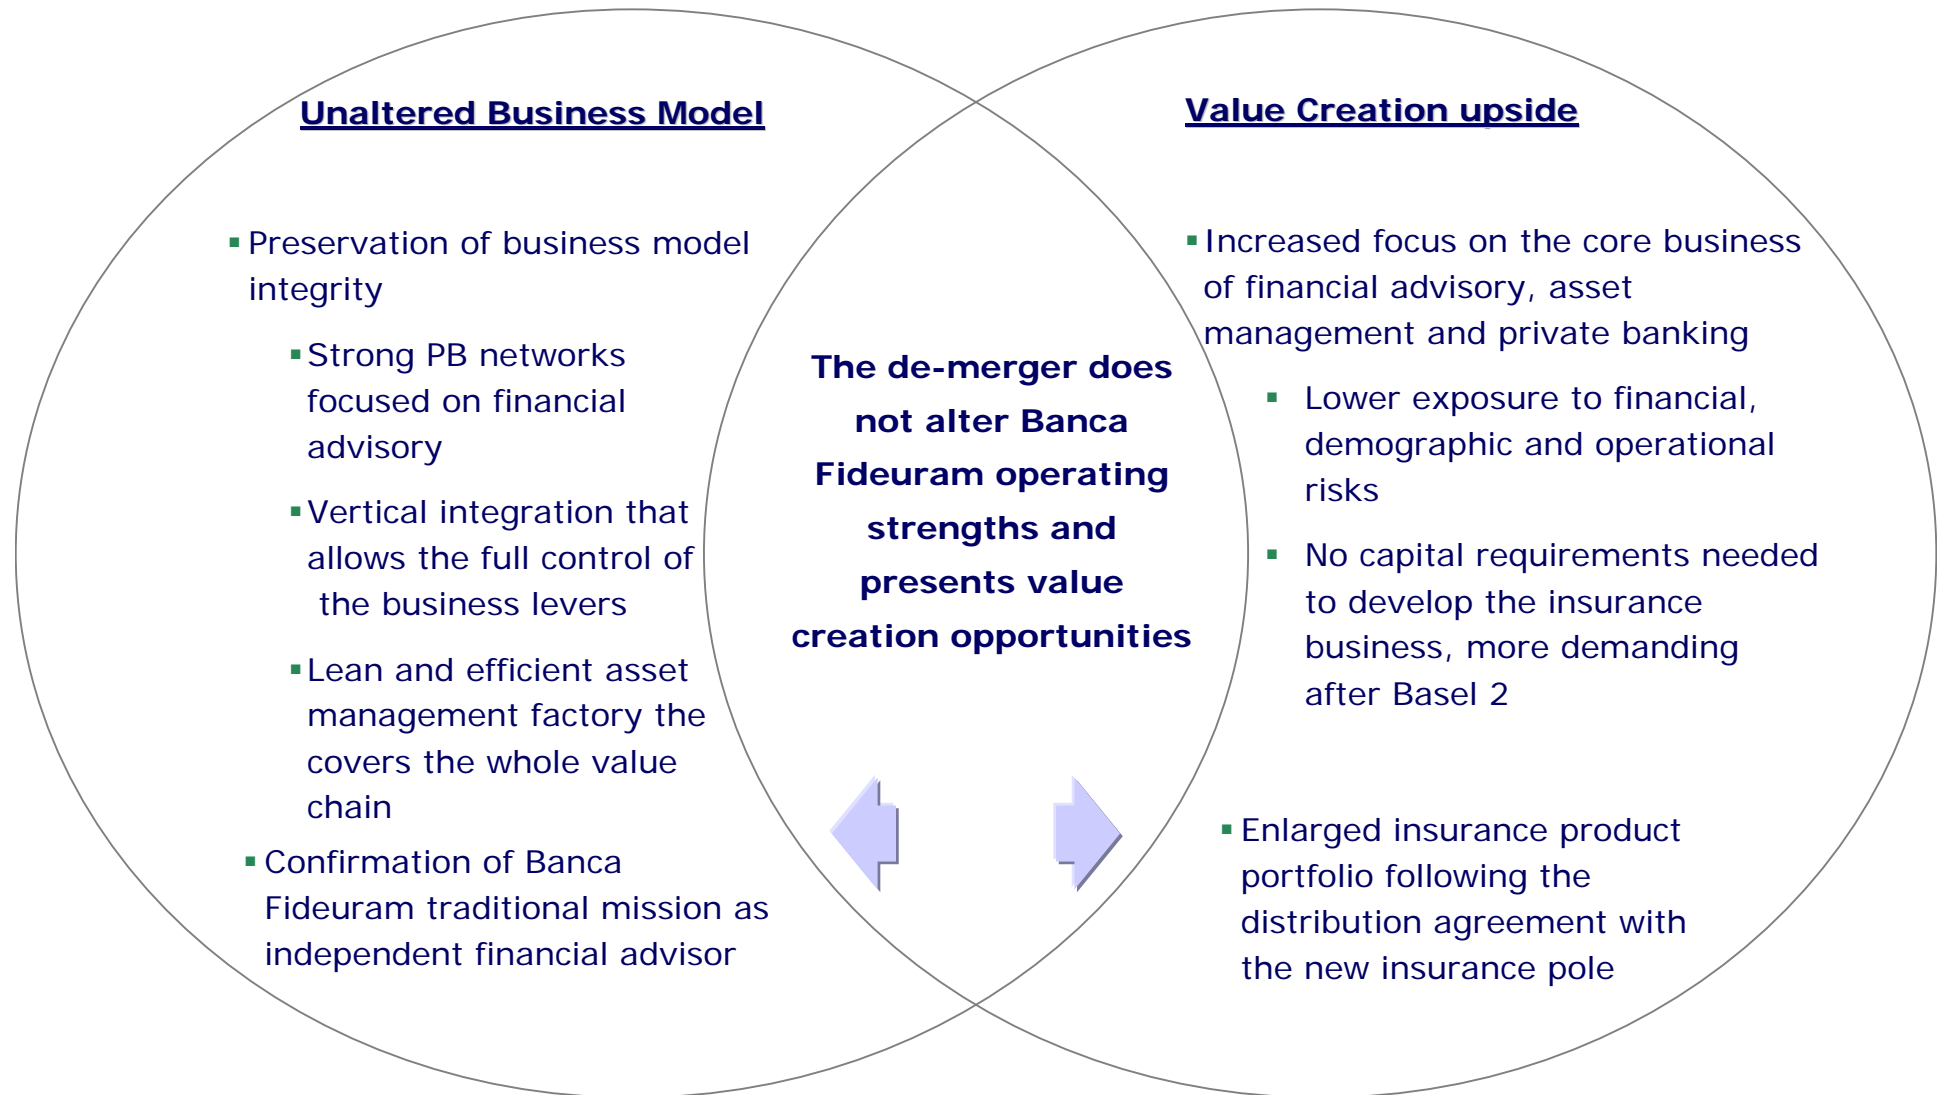 Unaltered Business Model
▪Preservation of business model
integrity
▪Strong PB networks
focused on financial
advisory
▪Vertical integration that
allows the full control of
the business levers
▪Lean and efficient asset
management factory the
covers the whole value
chain
▪Confirmation of Banca
Fideuram traditional mission as
independent financial advisor
The de-merger does
not alter Banca
Fideuram operating
strengths and
presents value
creation opportunities
Value Creation upside
▪Increased focus on the core business
of financial advisory, asset
management and private banking
▪ Lower exposure to financial,
demographic and operational
risks
▪ No capital requirements needed
to develop the insurance
business, more demanding
after Basel 2
▪Enlarged insurance product
portfolio following the
distribution agreement with
the new insurance pole